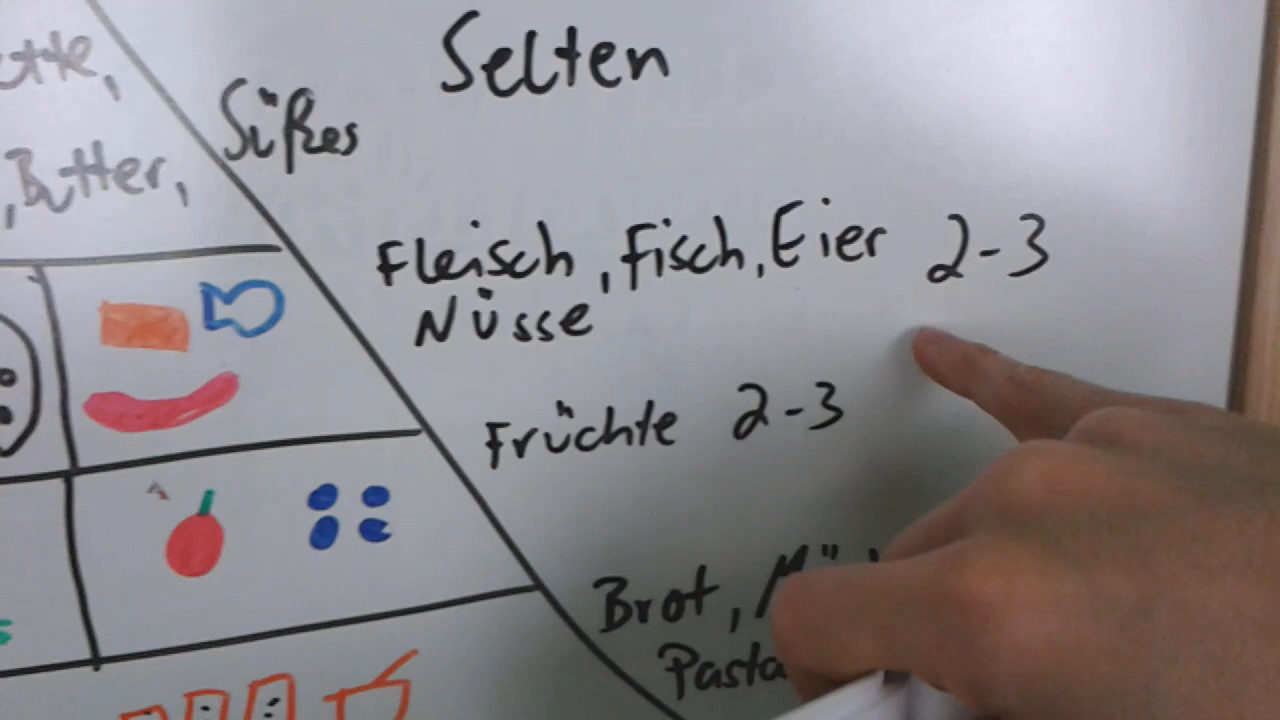 Selten
Butter,
Süßes
Fleisch, Fisch, Eier 2-3
Nüsse
Früchte 2-3
Brot,
Pasta